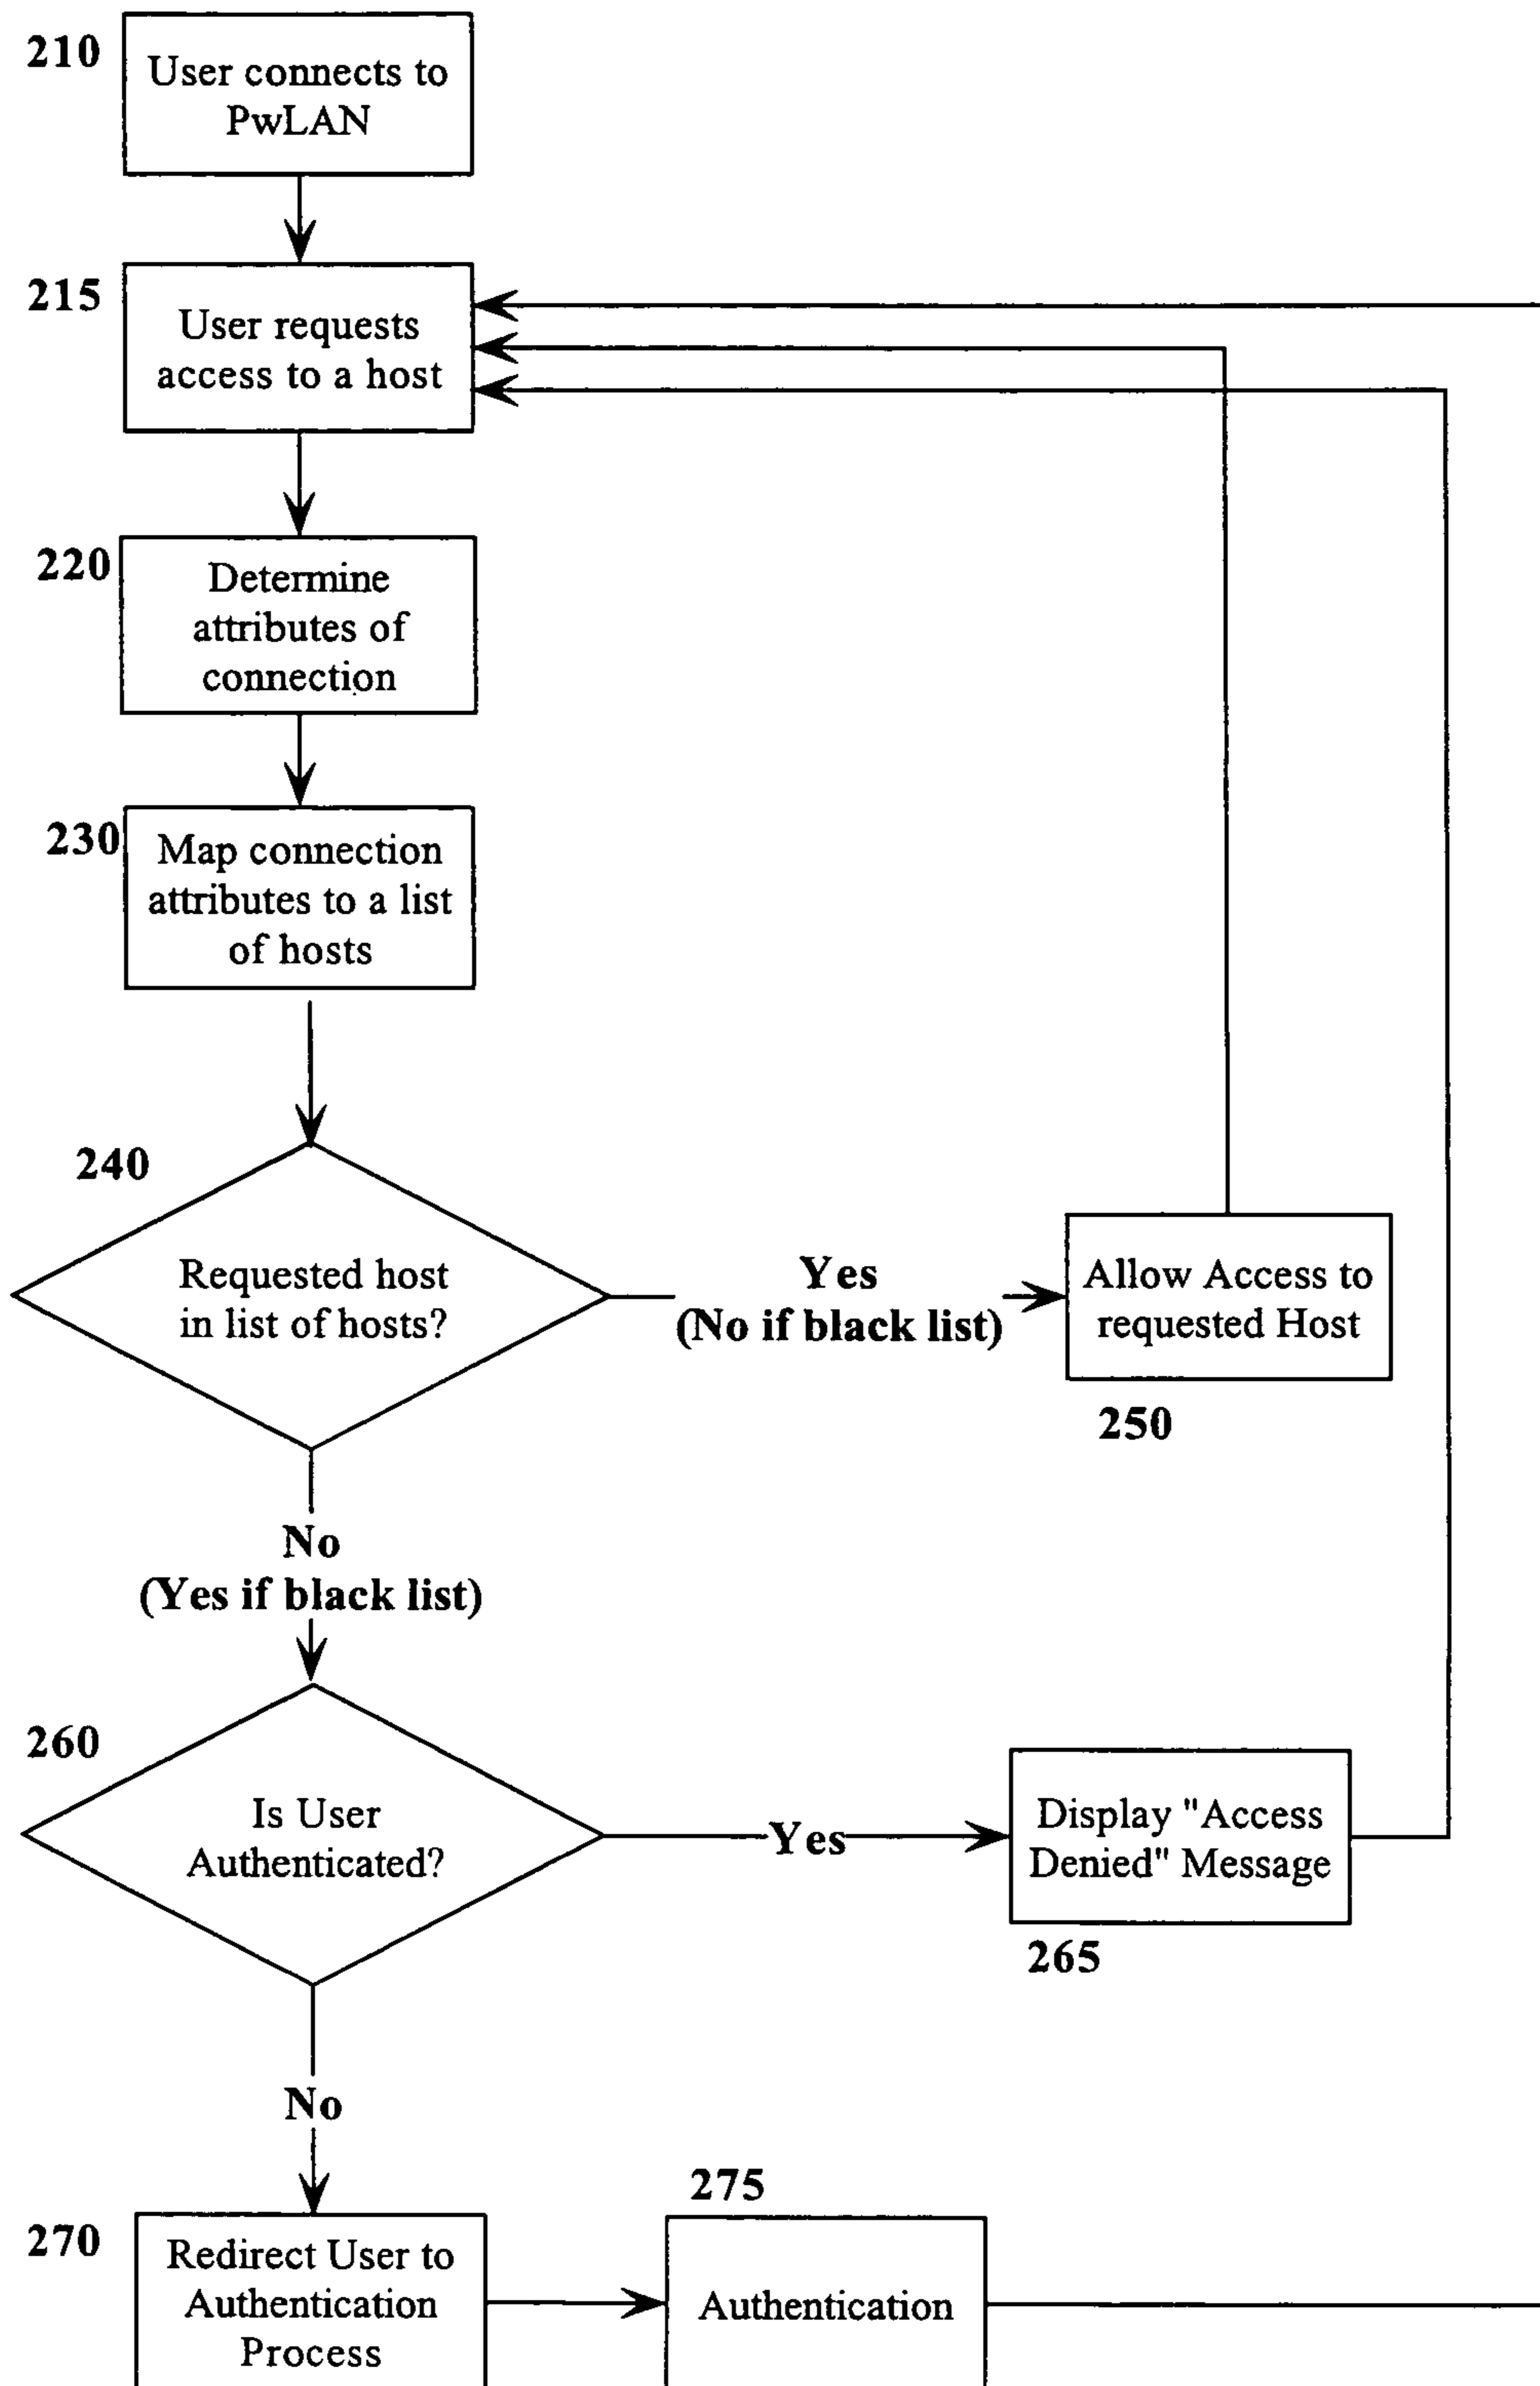 210
User connects to
PwLAN
215
User requests
access to a host
220
Determine
attributes of
connection
230
Map connection
attributes to a list
of hosts
240
Requested host
in list of hosts?
Yes
(No if black list)
Allow Access to
requested Host
250
No
(Yes if black list)
260
Is User
Authenticated?
Yes
Display "Access
Denied" Message
265
No
270
Redirect User to
Authentication
Process
275
Authentication